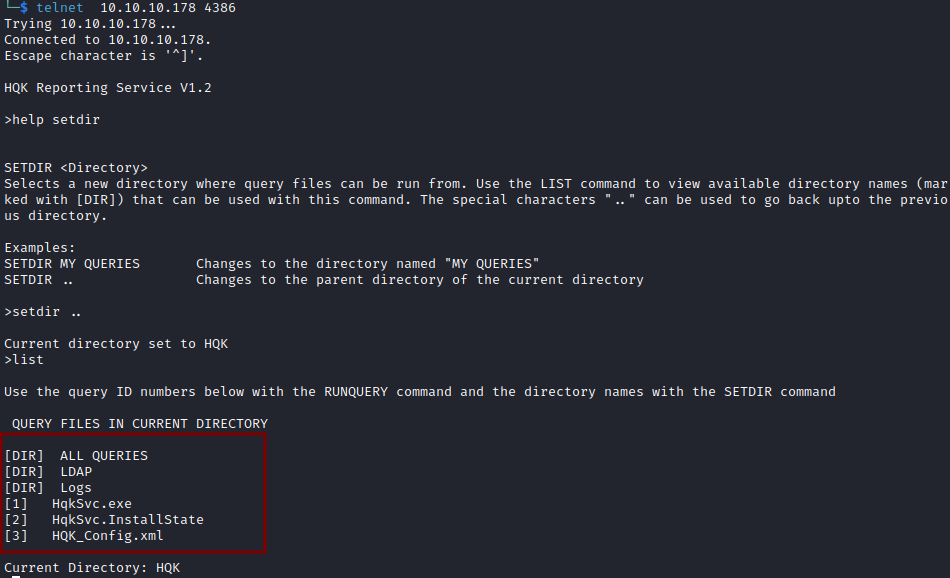 └─$ telnet  10.10.10.178 4386
Trying 10.10.10.178...
Connected to 10.10.10.178.
Escape character is '^]'.
HQK Reporting Service V1.2
>help setdir
SETDIR <Directory>
Selects a new directory where query files can be run from. Use the LIST command to view available directory names (mar
ked with [DIR]) that can be used with this command. The special characters ".." can be used to go back upto the previo
us directory.
Examples:
SETDIR MY QUERIES       Changes to the directory named "MY QUERIES"
SETDIR ..               Changes to the parent directory of the current directory
>setdir ..
Current directory set to HQK
>list
Use the query ID numbers below with the RUNQUERY command and the directory names with the SETDIR command
 QUERY FILES IN CURRENT DIRECTORY
[DIR]  ALL QUERIES
[DIR]  LDAP
[DIR]  Logs
[1]   HqkSvc.exe
[2]   HqkSvc.InstallState
[3]   HQK_Config.xml
Current Directory: HQK